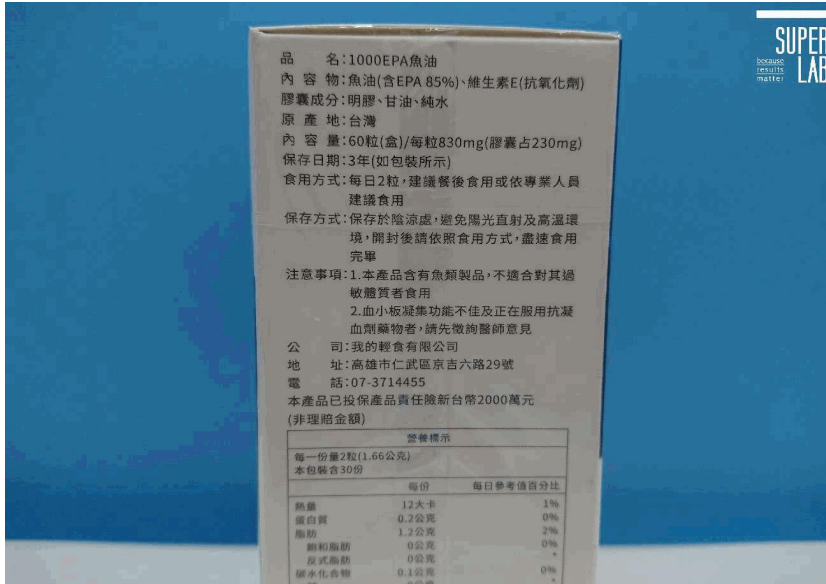 SUPER
LAB
because
results
matter
品　　名:1000EPA魚油
內 容 物:魚油(含EPA 85%)、維生素E(抗氧化劑)
膠囊成分:明膠、甘油、純水
原 產 地:台灣
內 容 量:60粒(盒)/每粒830mg(膠囊占230mg)
保存日期:3年(如包裝所示)
食用方式:每日2粒,建議餐後食用或依專業人員
建議食用
保存方式:保存於陰涼處,避免陽光直射及高溫環
境,開封後請依照食用方式,盡速食用
完畢
注意事項:1.本產品含有魚類製品,不適合對其過
敏體質者食用
2.血小板凝集功能不佳及正在服用抗凝
血劑藥物者,請先徵詢醫師意見
公　　司:我的輕食有限公司
地　　址:高雄市仁武區京吉六路29號
電　　話:07-3714455
本產品已投保產品責任險新台幣2000萬元
(非理賠金額)
營養標示
每一份量2粒(1.66公克)
本包裝含30份
每份　每日參考值百分比
熱量　12大卡　1%
蛋白質　0.2公克　0%
脂肪　1.2公克　2%
飽和脂肪　0公克　0%
反式脂肪　0公克　*
碳水化合物　0.1公克　0%